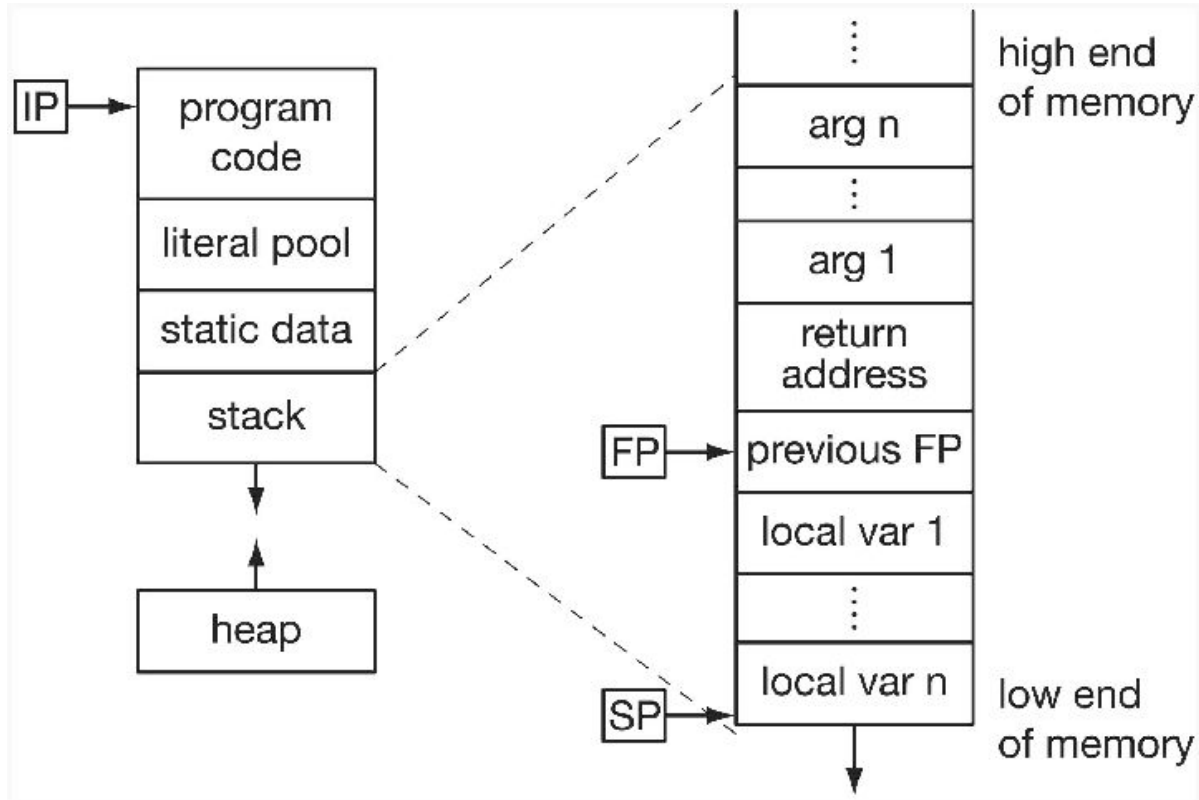 IP
program
code
literal pool
static data
stack
heap
high end
of memory
arg n
arg 1
return
address
FP
previous FP
local var 1
local var n
SP
low end
of memory